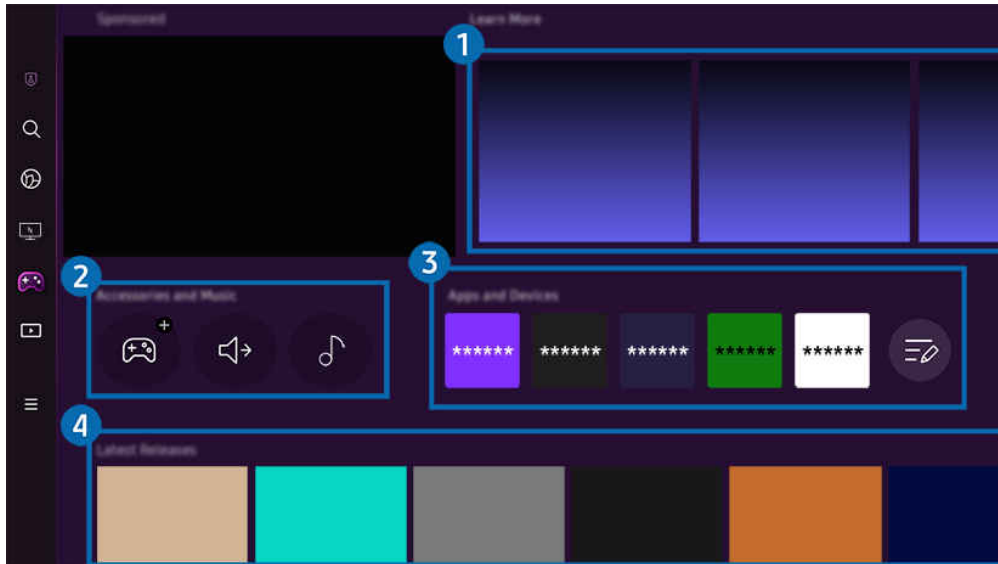 Sponsored
Learn More
1
2
3
Accessories and Music
Apps and Devices
****** ****** ****** ****** ******
4
Latest Releases